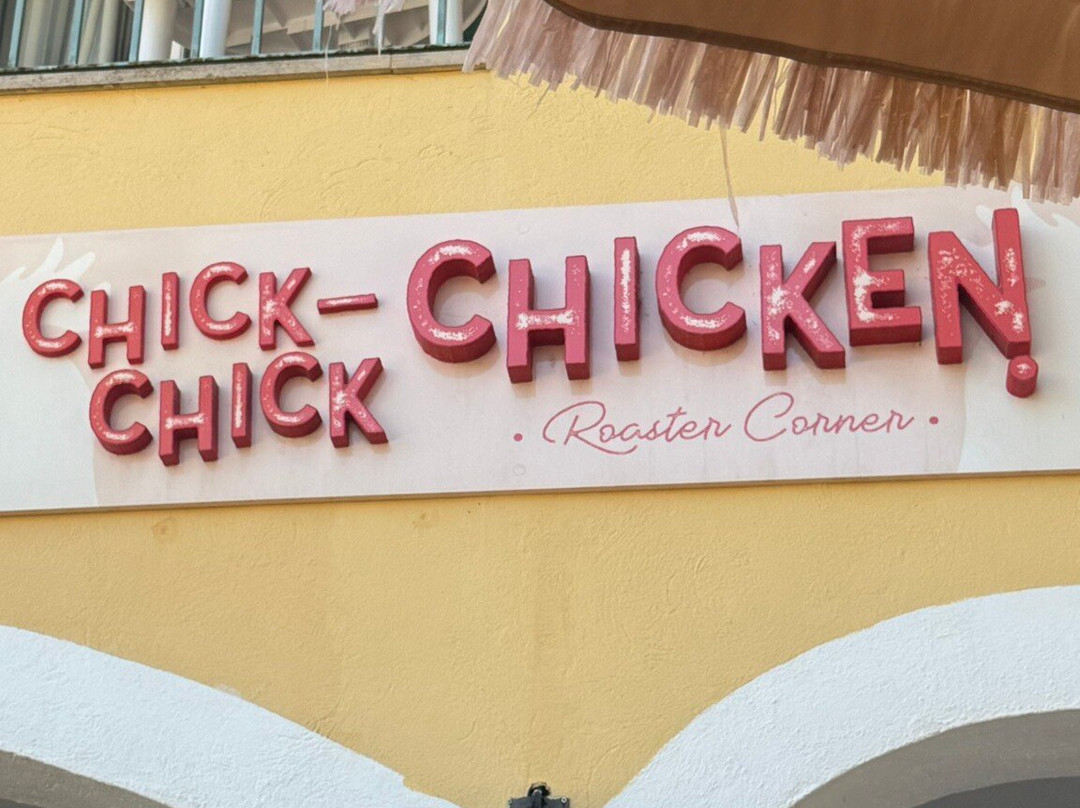 CHICK-
CHICK
CHICKEN.
· Roaster Corner ·